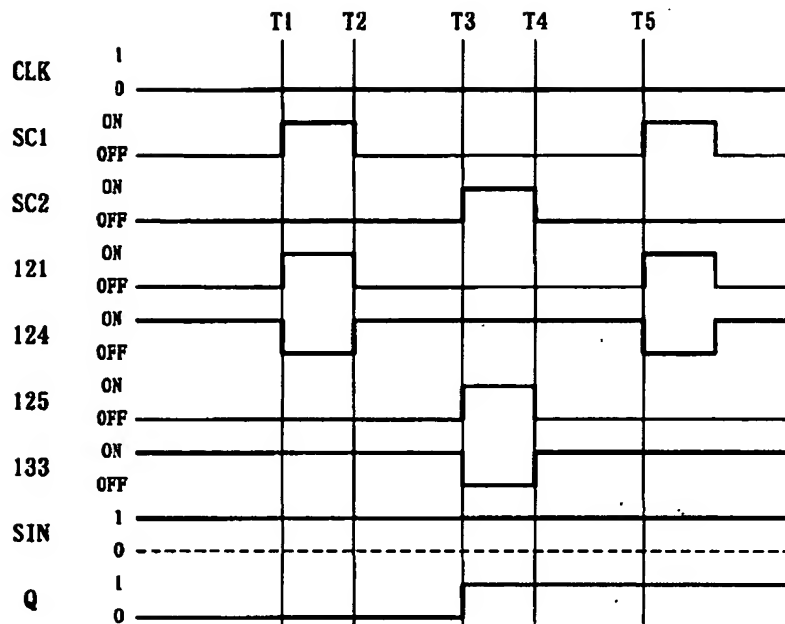 T1 T2 T3 T4 T5
CLK 1
0
SC1 ON
OFF
SC2 ON
OFF
121 ON
OFF
124 ON
OFF
125 ON
OFF
133 ON
OFF
SIN 1
0
Q 1
0